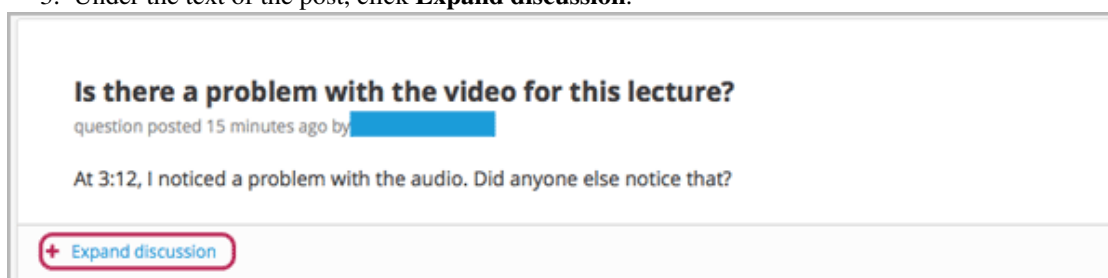 3. Under the text of the post, click Expand discussion.
Is there a problem with the video for this lecture?
question posted 15 minutes ago by
At 3:12, I noticed a problem with the audio. Did anyone else notice that?
+ Expand discussion